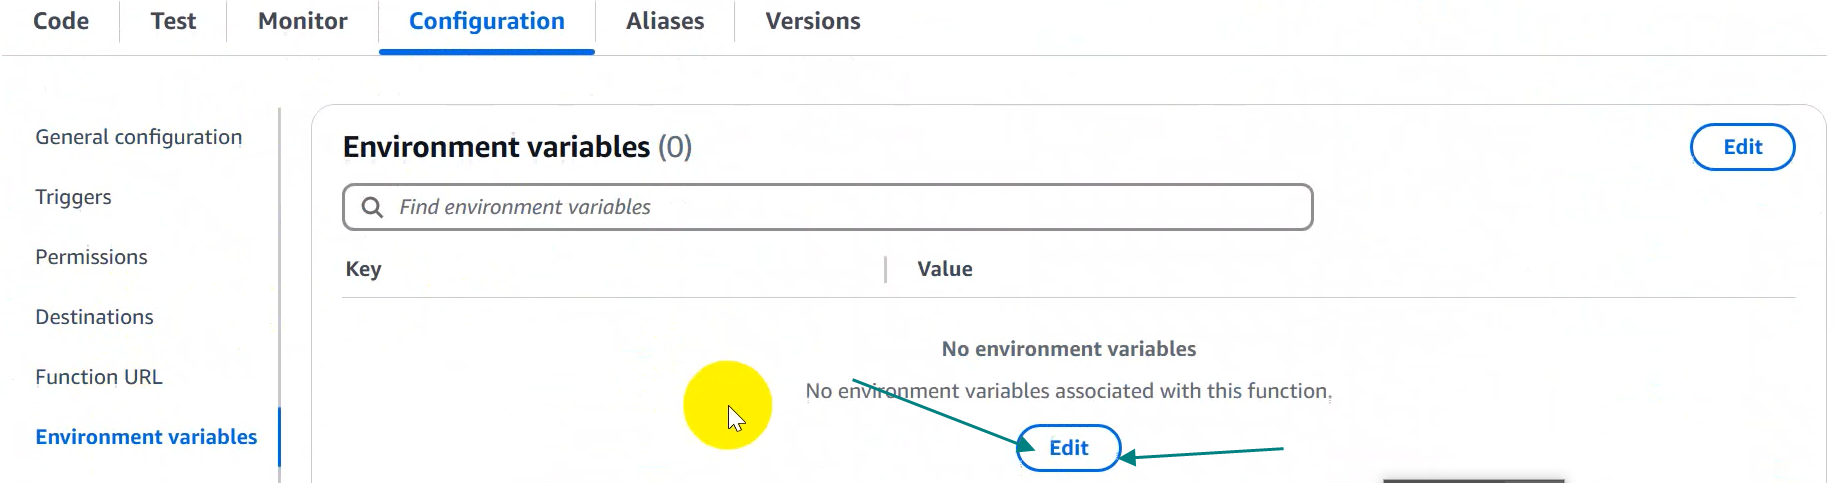 Code Test Monitor Configuration Aliases Versions
General configuration
Triggers
Permissions
Destinations
Function URL
Environment variables
Environment variables (0)
Edit
Find environment variables
Key Value
No environment variables
No environment variables associated with this function.
Edit